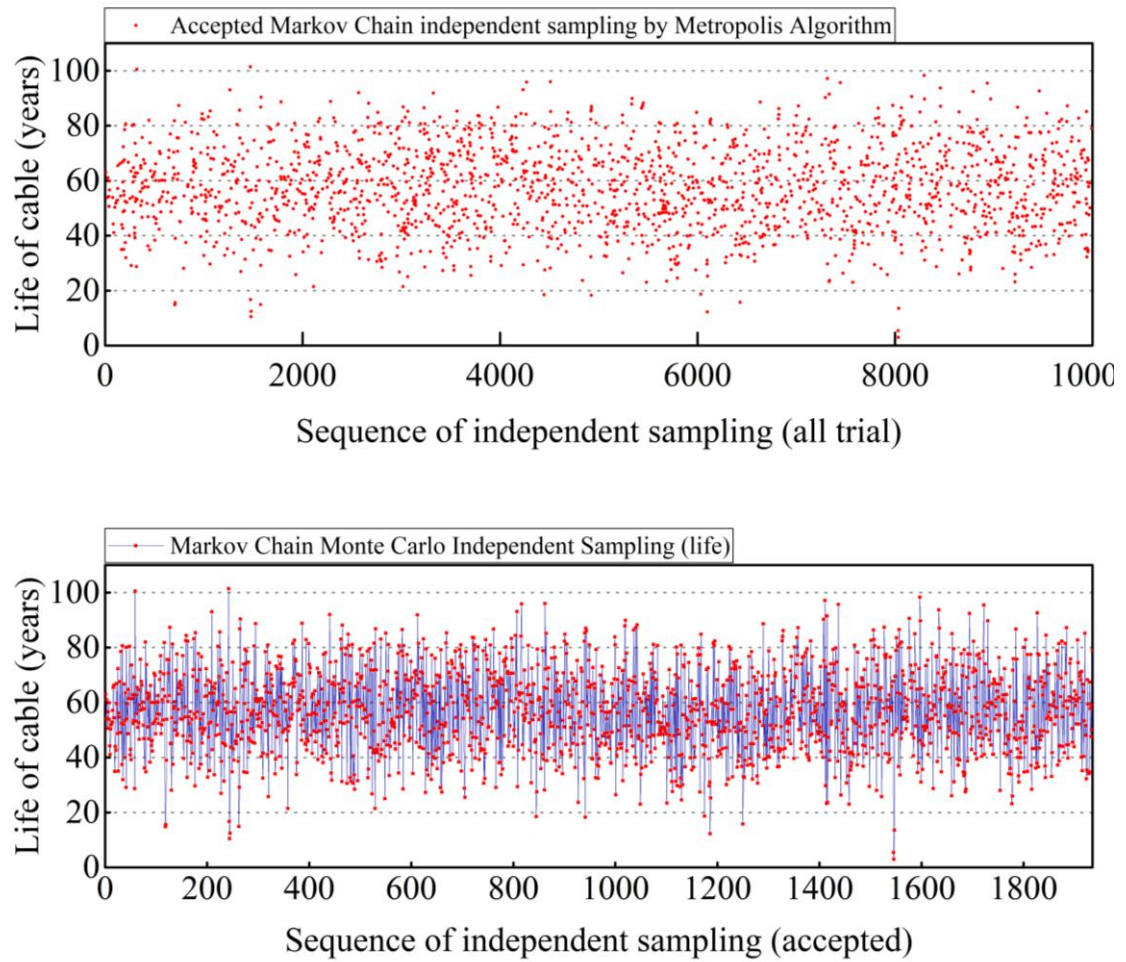 Accepted Markov Chain independent sampling by Metropolis Algorithm
100
80
60
40
20
0
Life of cable (years)
0 2000 4000 6000 8000 1000
Sequence of independent sampling (all trial)
Markov Chain Monte Carlo Independent Sampling (life)
100
80
60
40
20
0
Life of cable (years)
0 200 400 600 800 1000 1200 1400 1600 1800
Sequence of independent sampling (accepted)